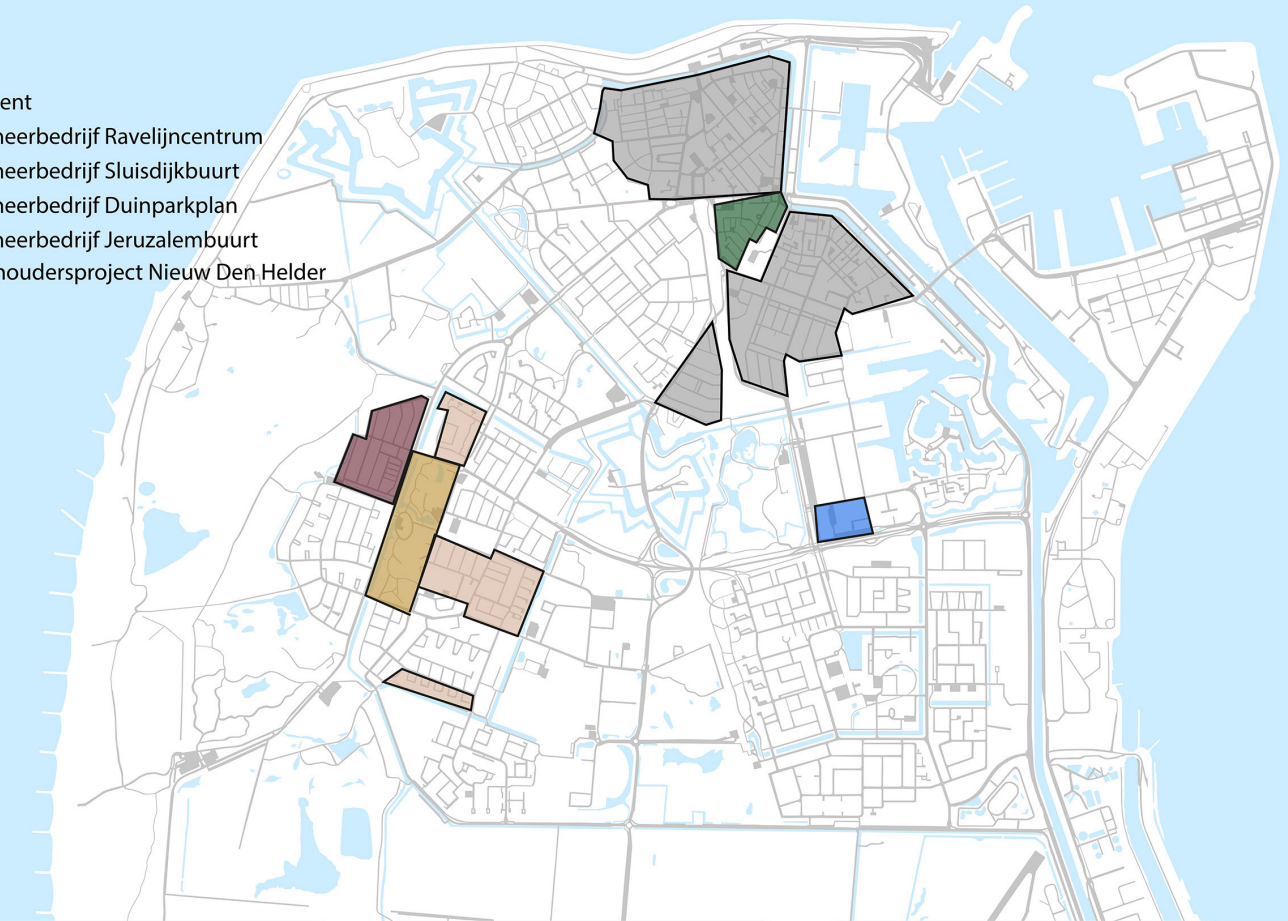 ent
heerbedrijf Ravelijncentrum
heerbedrijf Sluisdijkbuurt
heerbedrijf Duinparkplan
heerbedrijf Jeruzalembuurt
houdersproject Nieuw Den Helder